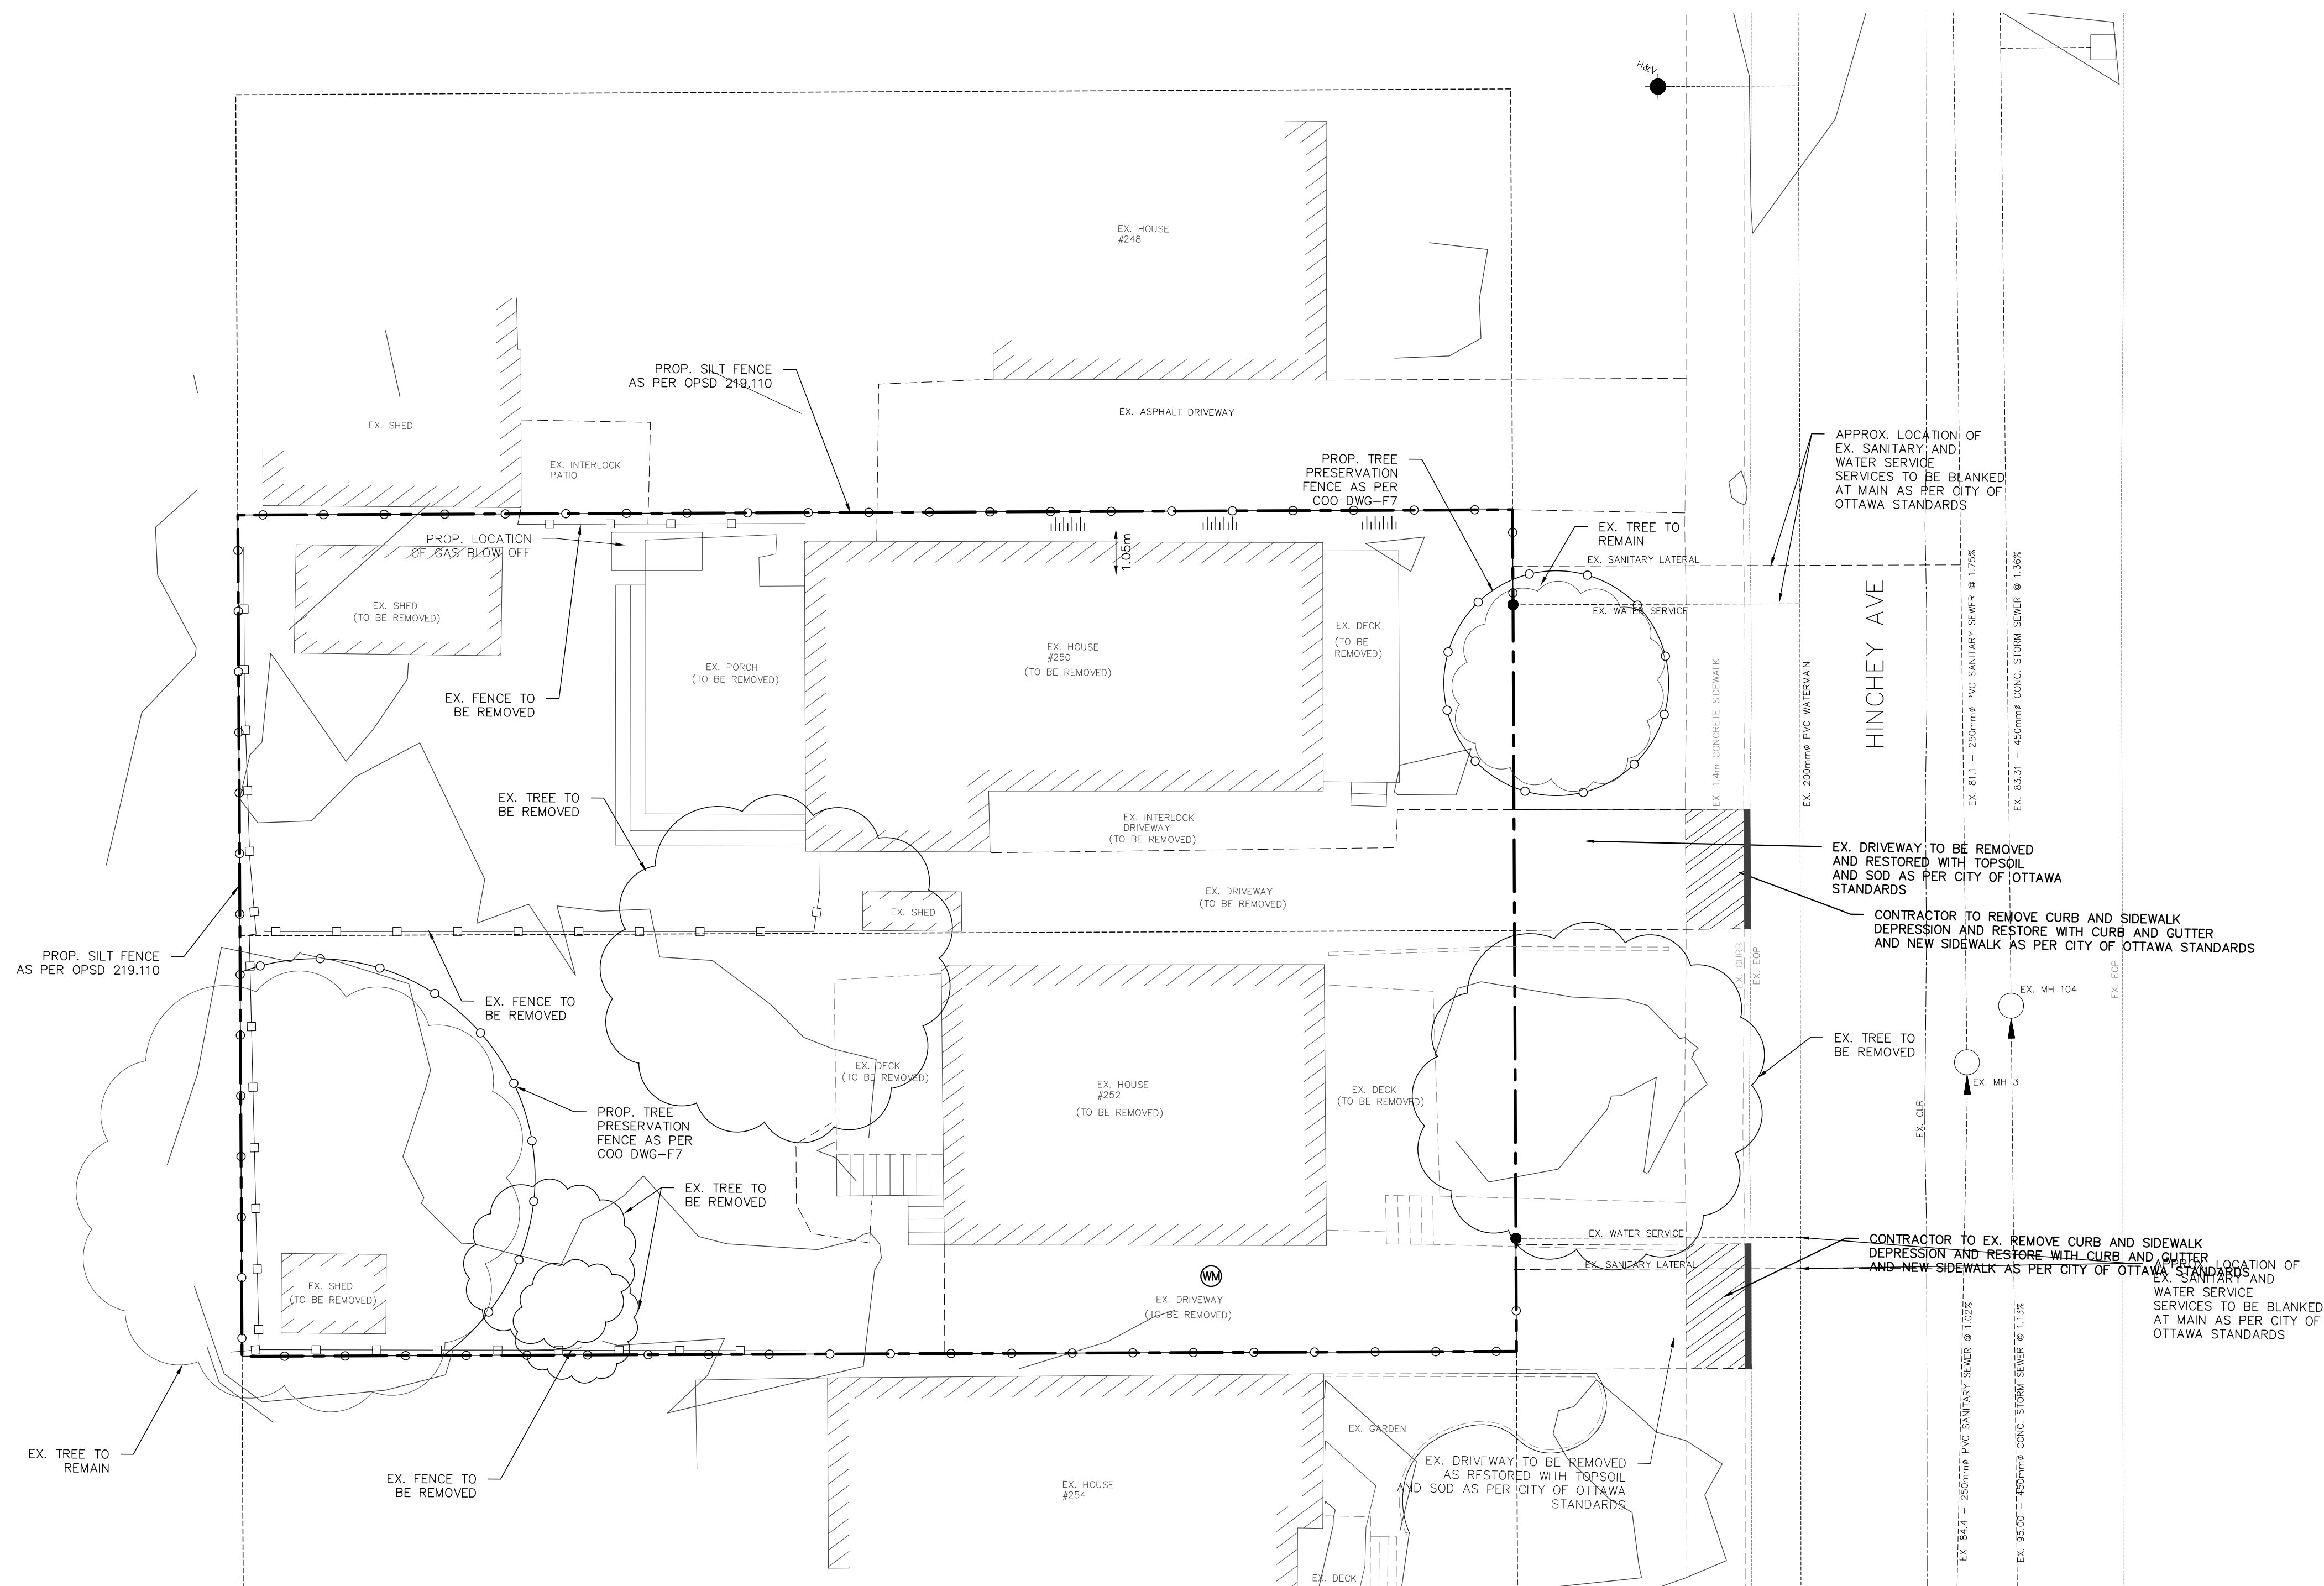 H&V
EX. HOUSE
#248
PROP. SILT FENCE
AS PER OPSD 219.110
EX. SHED
EX. ASPHALT DRIVEWAY
EX. INTERLOCK
PATIO
PROP. TREE
PRESERVATION
FENCE AS PER
COO DWG-F7
APPROX. LOCATION OF
EX. SANITARY AND
WATER SERVICE
SERVICES TO BE BLANKED
AT MAIN AS PER CITY OF
OTTAWA STANDARDS
PROP. LOCATION
OF GAS BLOW OFF
1.05m
EX. TREE TO
REMAIN
EX. SANITARY LATERAL
EX. WATER SERVICE
EX. SHED
(TO BE REMOVED)
EX. PORCH
(TO BE REMOVED)
EX. HOUSE
#250
(TO BE REMOVED)
EX. DECK
(TO BE
REMOVED)
EX. FENCE TO
BE REMOVED
EX. 1.4m CONCRETE SIDEWALK
EX. 200mmø PVC WATERMAIN
HINCHEY AVE
EX. 81.1 - 250mmø PVC SANITARY SEWER @ 1.75%
EX. 83.31 - 450mmø CONC. STORM SEWER @ 1.36%
EX. TREE TO
BE REMOVED
EX. INTERLOCK
DRIVEWAY
(TO BE REMOVED)
EX. DRIVEWAY TO BE REMOVED
AND RESTORED WITH TOPSOIL
AND SOD AS PER CITY OF OTTAWA
STANDARDS
EX. DRIVEWAY
(TO BE REMOVED)
EX. SHED
CONTRACTOR TO REMOVE CURB AND SIDEWALK
DEPRESSION AND RESTORE WITH CURB AND GUTTER
AND NEW SIDEWALK AS PER CITY OF OTTAWA STANDARDS
PROP. SILT FENCE
AS PER OPSD 219.110
EX. CURB
EX. EOP
EX. EOP
EX. FENCE TO
BE REMOVED
EX. MH 104
EX. TREE TO
BE REMOVED
EX. DECK
(TO BE REMOVED)
EX. HOUSE
#252
(TO BE REMOVED)
EX. DECK
(TO BE REMOVED)
EX. MH 3
EX. CLR
PROP. TREE
PRESERVATION
FENCE AS PER
COO DWG-F7
EX. TREE TO
BE REMOVED
EX. WATER SERVICE
EX. SANITARY LATERAL
CONTRACTOR TO EX. REMOVE CURB AND SIDEWALK
DEPRESSION AND RESTORE WITH CURB AND GUTTER
AND NEW SIDEWALK AS PER CITY OF OTTAWA STANDARDS
APPROX. LOCATION OF
EX. SANITARY AND
WATER SERVICE
SERVICES TO BE BLANKED
AT MAIN AS PER CITY OF
OTTAWA STANDARDS
WM
EX. SHED
(TO BE REMOVED)
EX. DRIVEWAY
(TO BE REMOVED)
EX. 84.4 - 250mmø PVC SANITARY SEWER @ 1.02%
EX. 95.00 - 450mmø CONC. STORM SEWER @ 1.13%
EX. TREE TO
REMAIN
EX. FENCE TO
BE REMOVED
EX. HOUSE
#254
EX. GARDEN
EX. DRIVEWAY TO BE REMOVED
AS RESTORED WITH TOPSOIL
AND SOD AS PER CITY OF OTTAWA
STANDARDS
EX. DECK